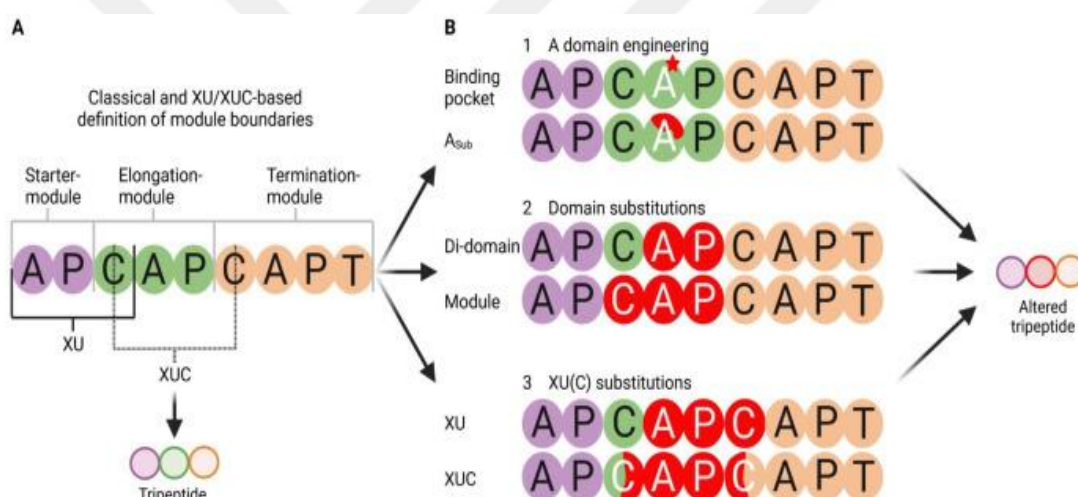 A
Classical and XU/XUC-based
definition of module boundaries
Starter-
module
Elongation-
module
Termination-
module
A P C A P C A P T
XU
XUC
Tripeptide
B
1 A domain engineering
Binding
pocket
A P C A P C A P T
ASub
A P C A P C A P T
2 Domain substitutions
Di-domain
A P C A P C A P T
Module
A P C A P C A P T
3 XU(C) substitutions
XU
A P C A P C A P T
XUC
A P C A P C A P T
Altered
tripeptide